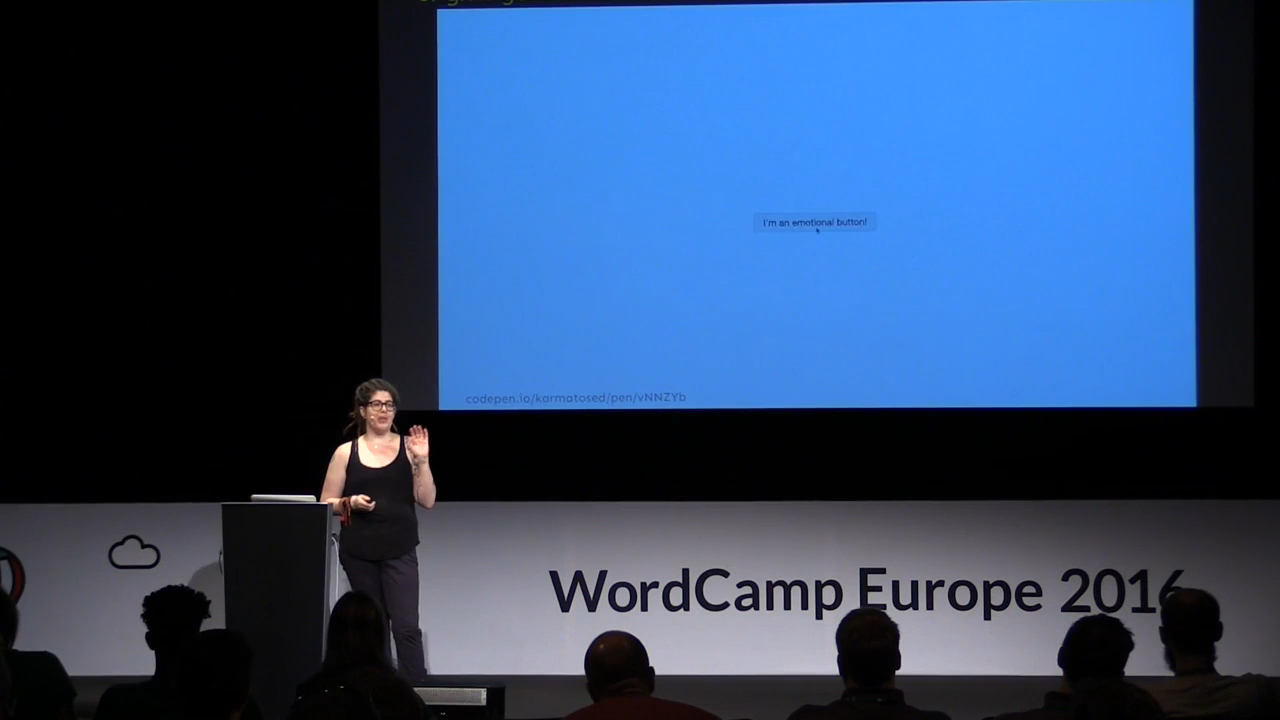 I'm an emotional button!
codepen.io/karmatosed/pen/vNNZYb
WordCamp Europe 2016